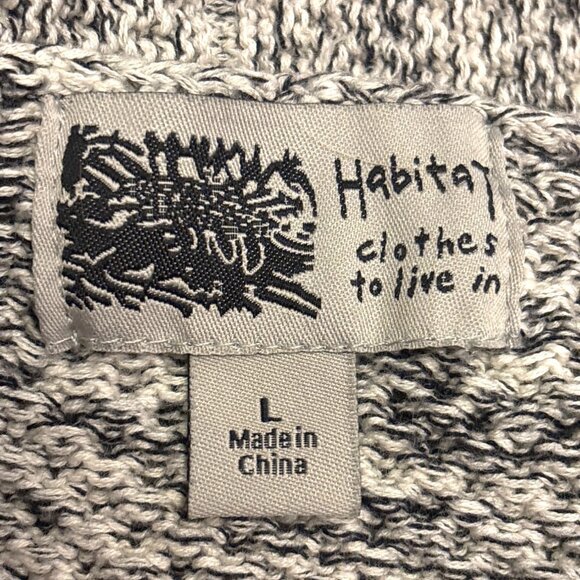 Habitat
clothes
to live in
L
Made in
China